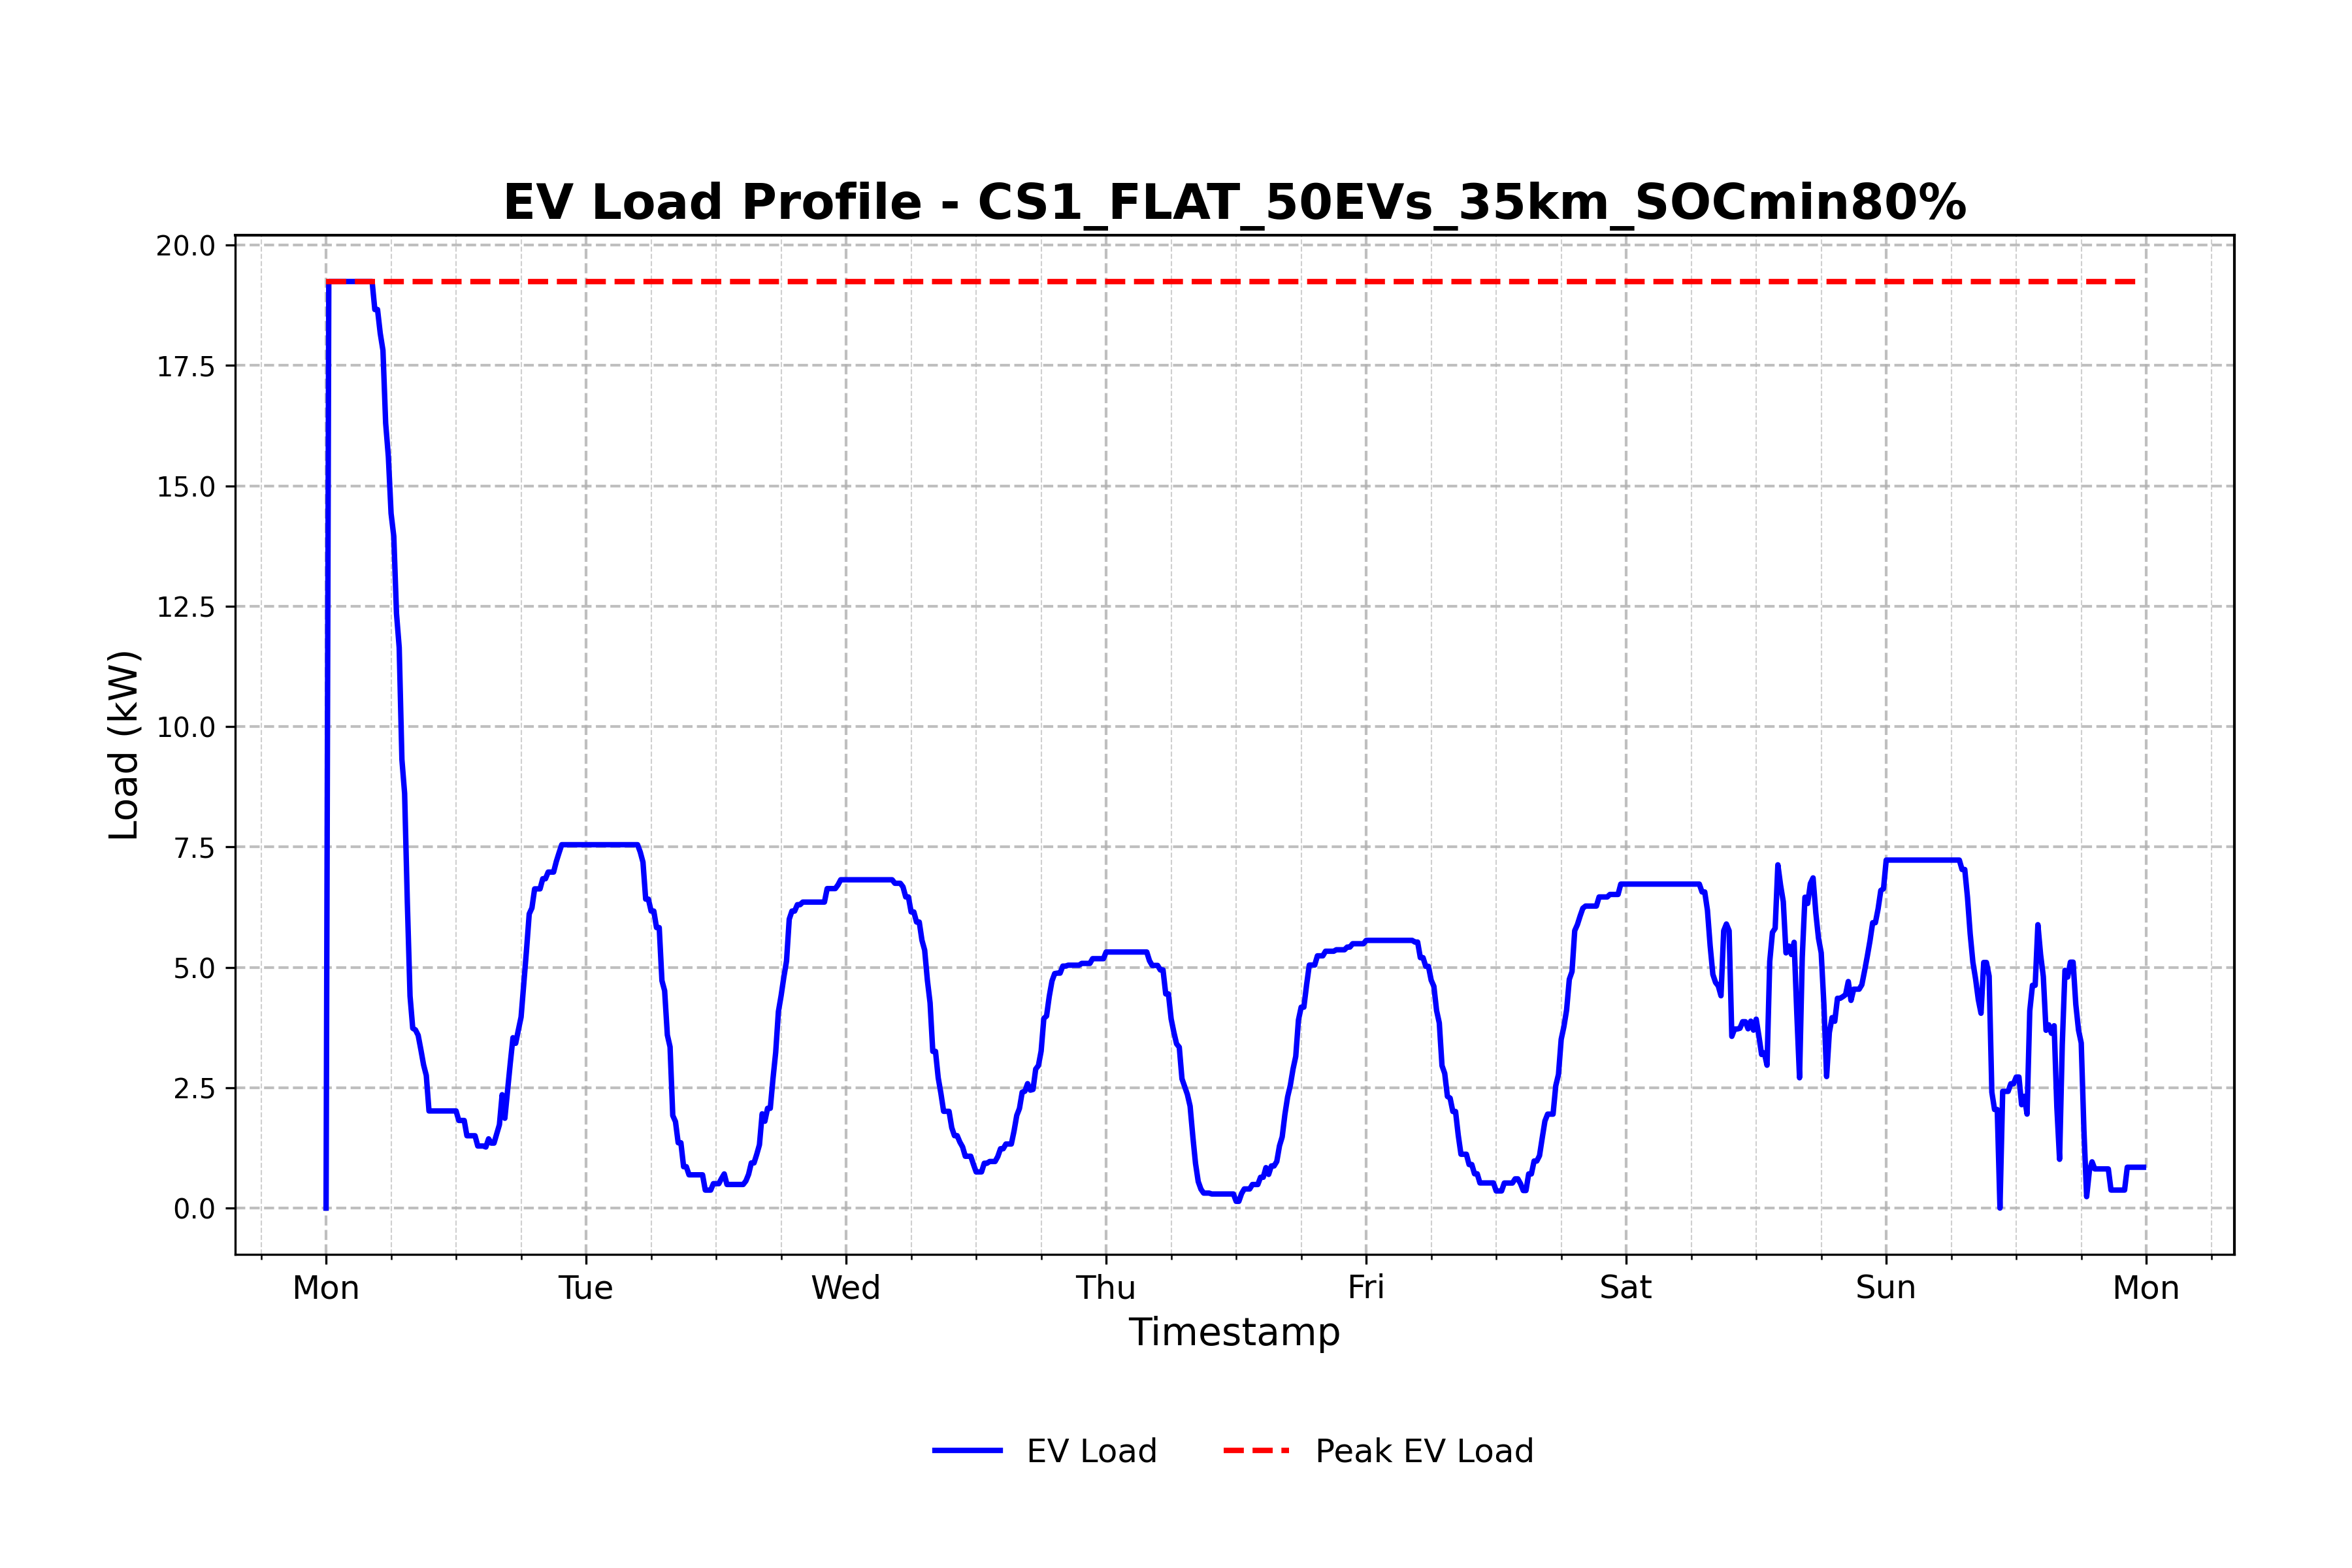 EV Load Profile - CS1_FLAT_50EVs_35km_SOCmin80%
20.0
17.5
15.0
12.5
10.0
7.5
5.0
2.5
0.0
Load (kW)
Mon Tue Wed Thu Fri Sat Sun Mon
Timestamp
EV Load Peak EV Load